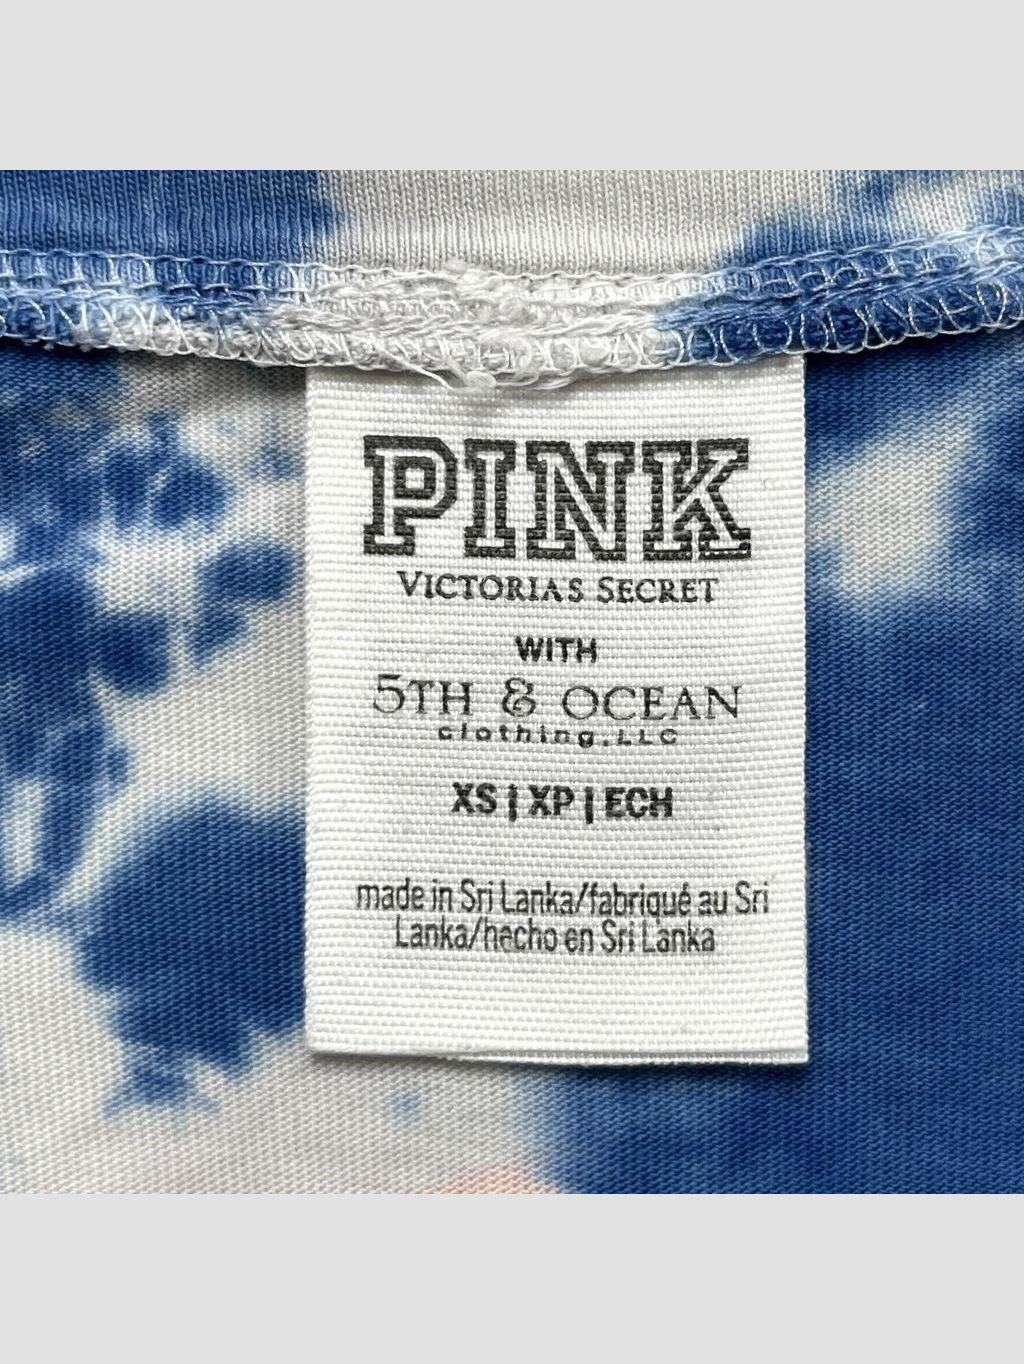 PINK
VICTORIA'S SECRET
WITH
5TH & OCEAN
clothing, LLC
XS | XP | ECH
made in Sri Lanka/fabriqué au Sri
Lanka/hecho en Sri Lanka